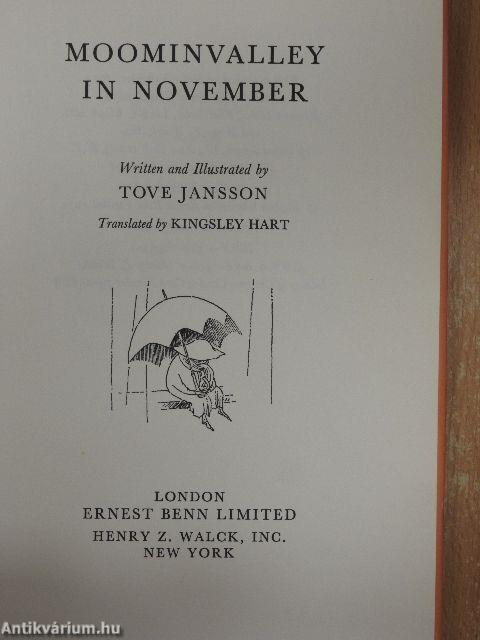 MOOMINVALLEY
IN NOVEMBER
Written and Illustrated by
TOVE JANSSON
Translated by KINGSLEY HART
LONDON
ERNEST BENN LIMITED
HENRY Z. WALCK, INC.
NEW YORK
Antikvárium.hu